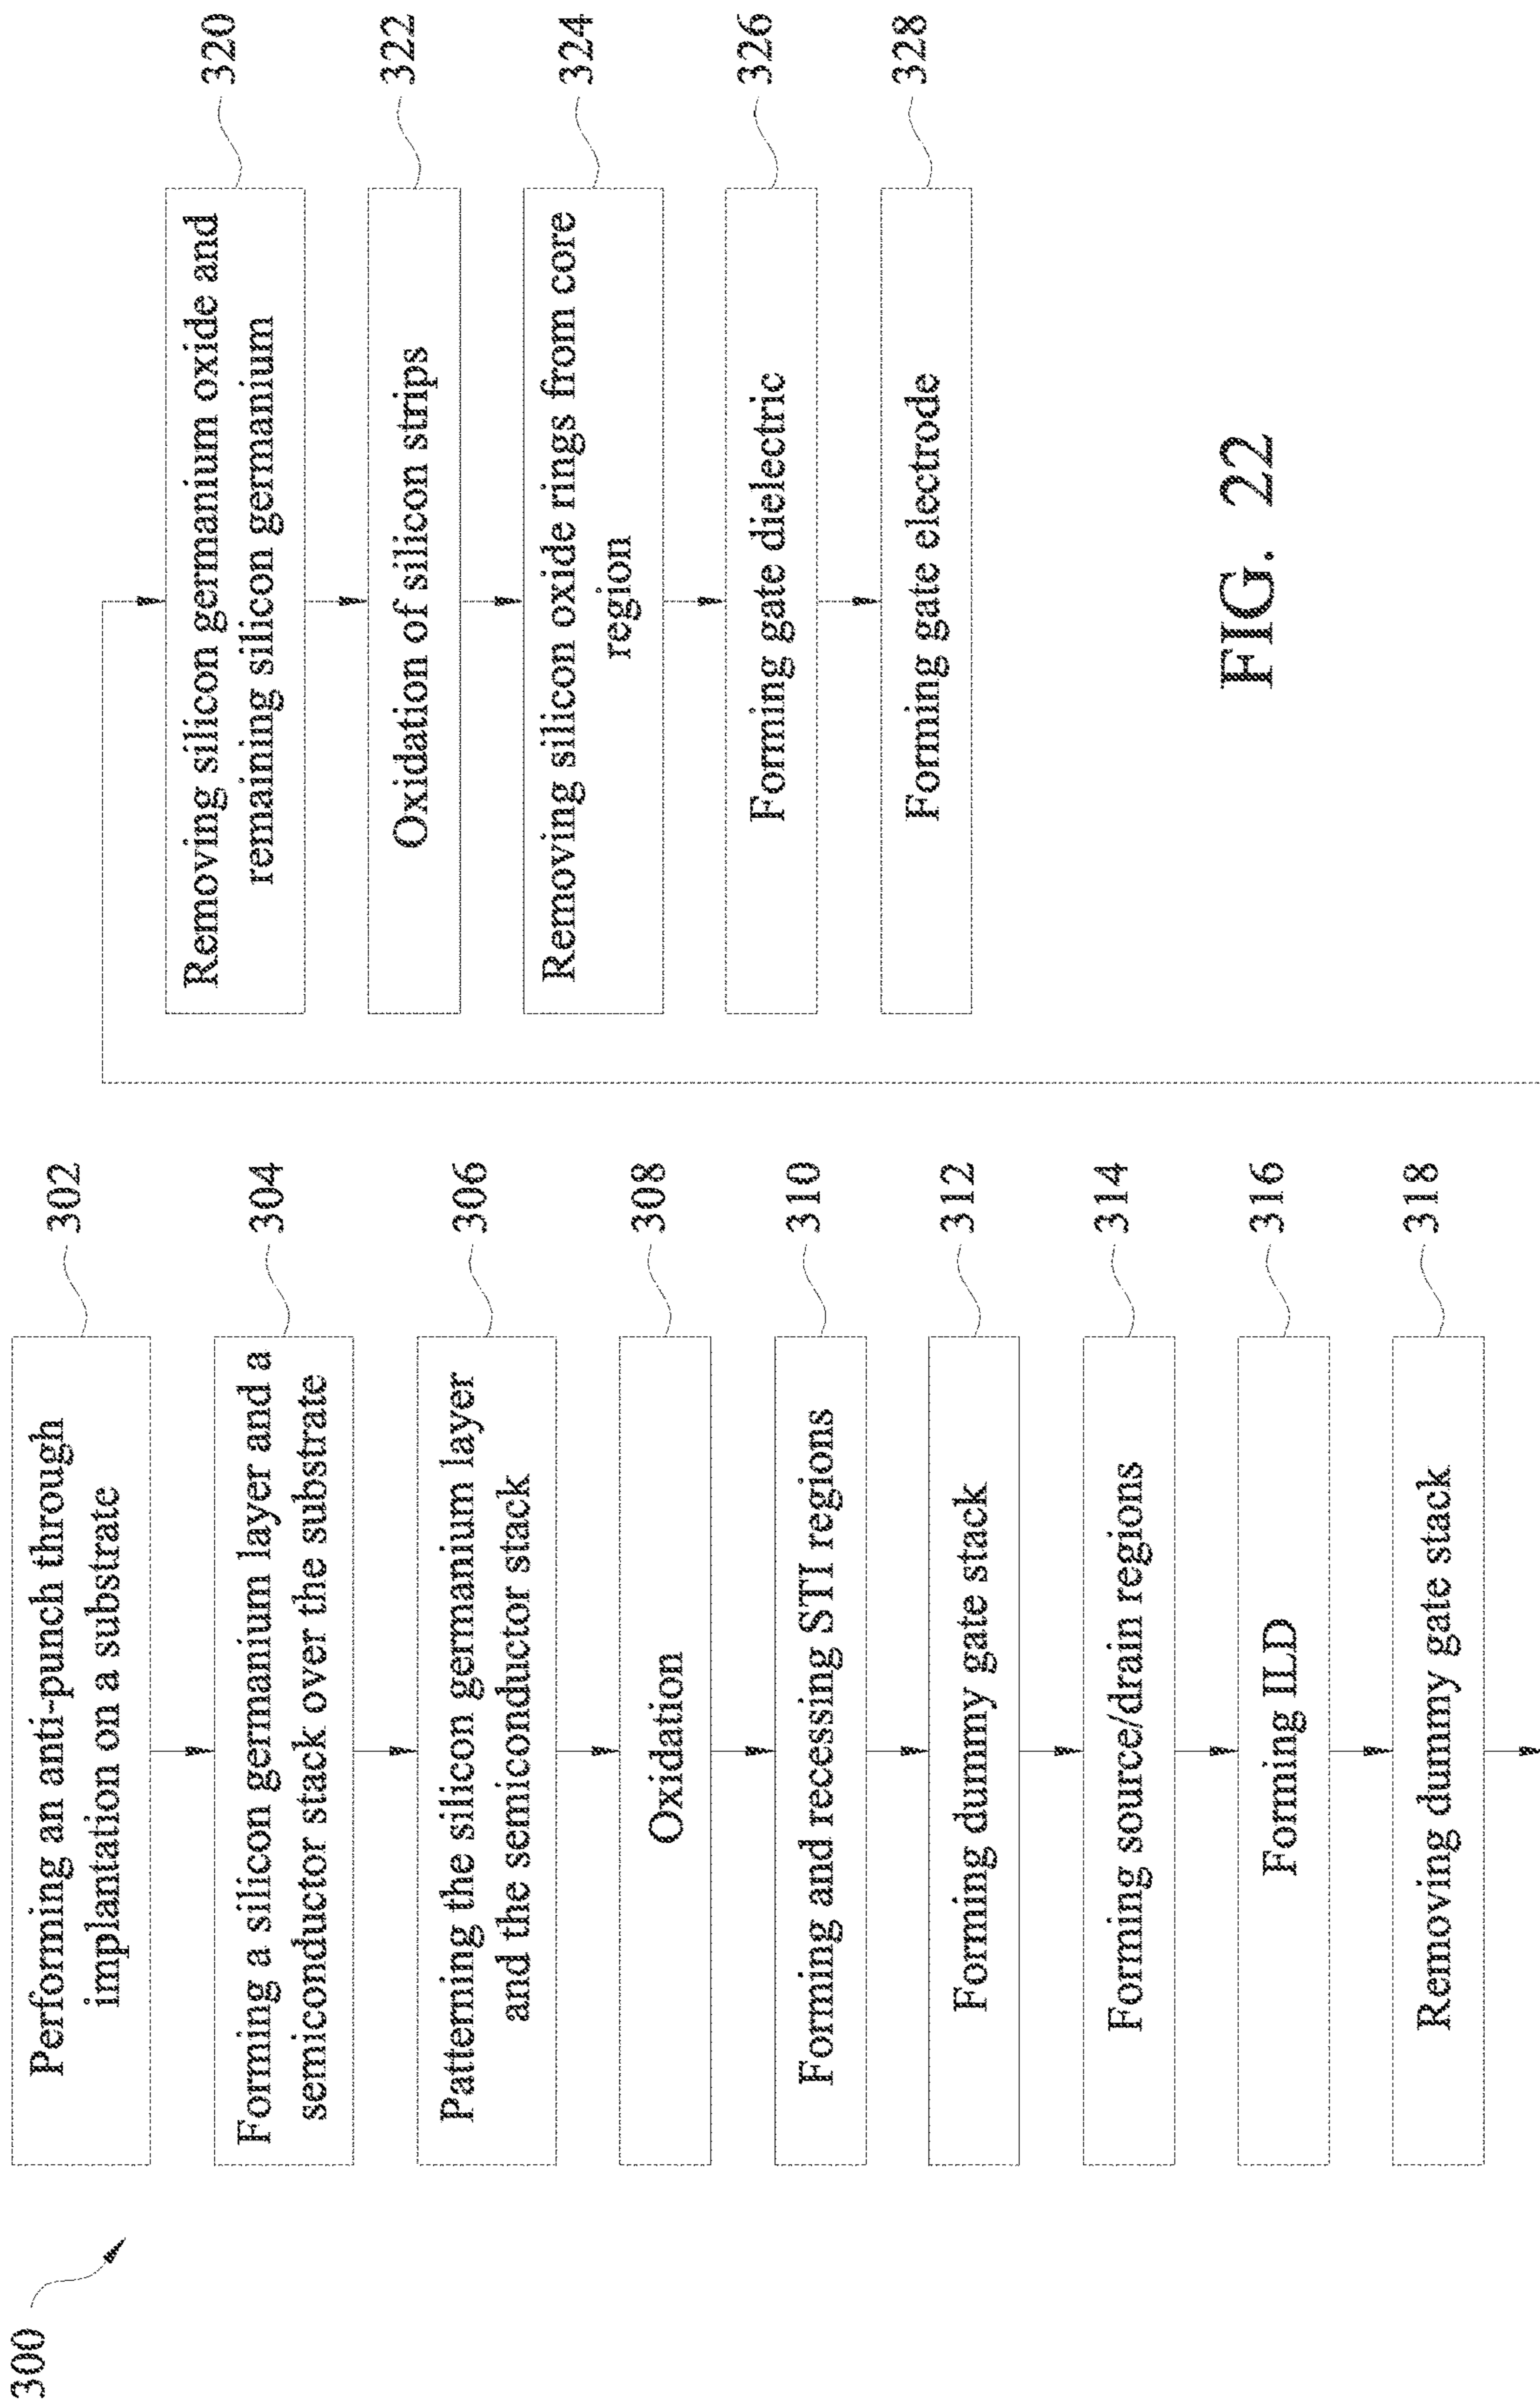 300
Performing an anti-punch through
implantation on a substrate
302
Forming a silicon germanium layer and a
semiconductor stack over the substrate
304
Patterning the silicon germanium layer
and the semiconductor stack
306
Oxidation
308
Forming and recessing STI regions
310
Forming dummy gate stack
312
Forming source/drain regions
314
Forming ILD
316
Removing dummy gate stack
318
Removing silicon germanium oxide and
remaining silicon germanium
320
Oxidation of silicon strips
322
Removing silicon oxide rings from core
region
324
Forming gate dielectric
326
Forming gate electrode
328
FIG. 22